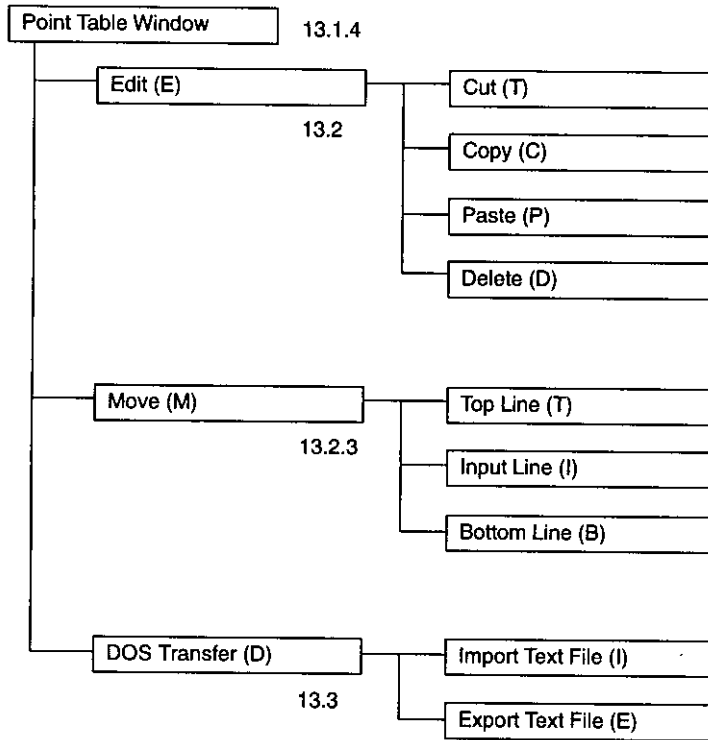 Point Table Window
13.1.4
Edit (E)
13.2
Cut (T)
Copy (C)
Paste (P)
Delete (D)
Move (M)
13.2.3
Top Line (T)
Input Line (I)
Bottom Line (B)
DOS Transfer (D)
13.3
Import Text File (I)
Export Text File (E)